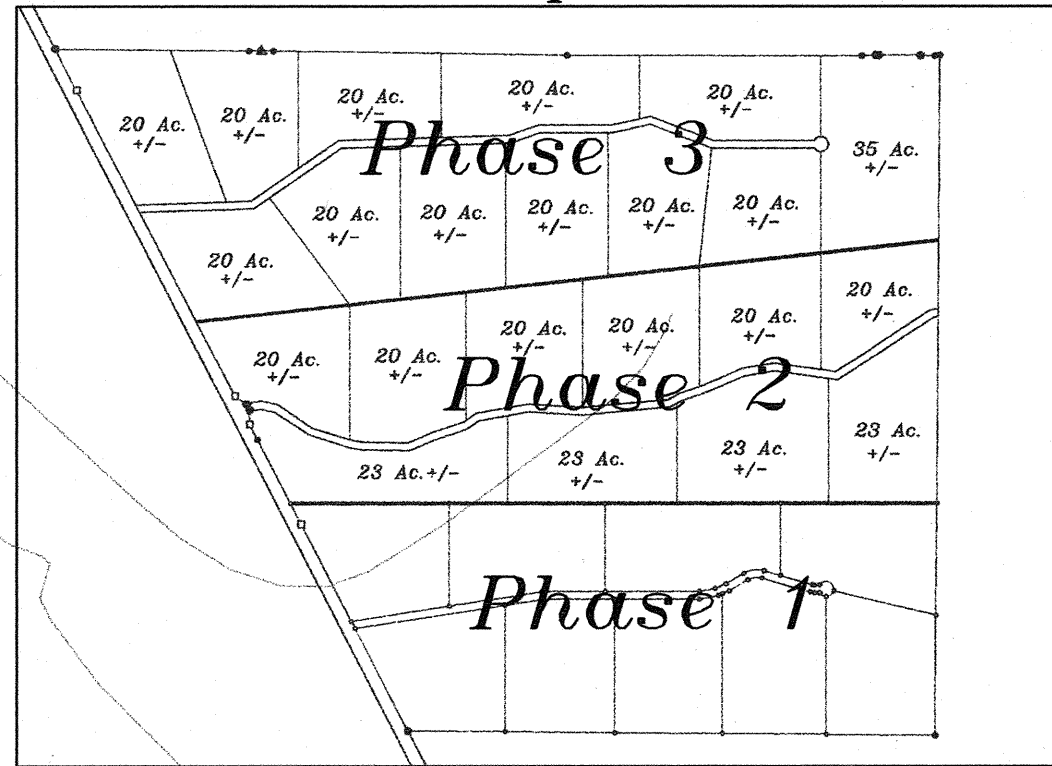 20 Ac.
+/-
20 Ac.
+/-
20 Ac.
+/-
20 Ac.
+/-
20 Ac.
+/-
35 Ac.
+/-
Phase 3
20 Ac.
+/-
20 Ac.
+/-
20 Ac.
+/-
20 Ac.
+/-
20 Ac.
+/-
20 Ac.
+/-
20 Ac.
+/-
20 Ac.
+/-
20 Ac.
+/-
20 Ac.
+/-
20 Ac.
+/-
20 Ac.
+/-
Phase 2
23 Ac.+/-
23 Ac.
+/-
23 Ac.
+/-
23 Ac.
+/-
Phase 1